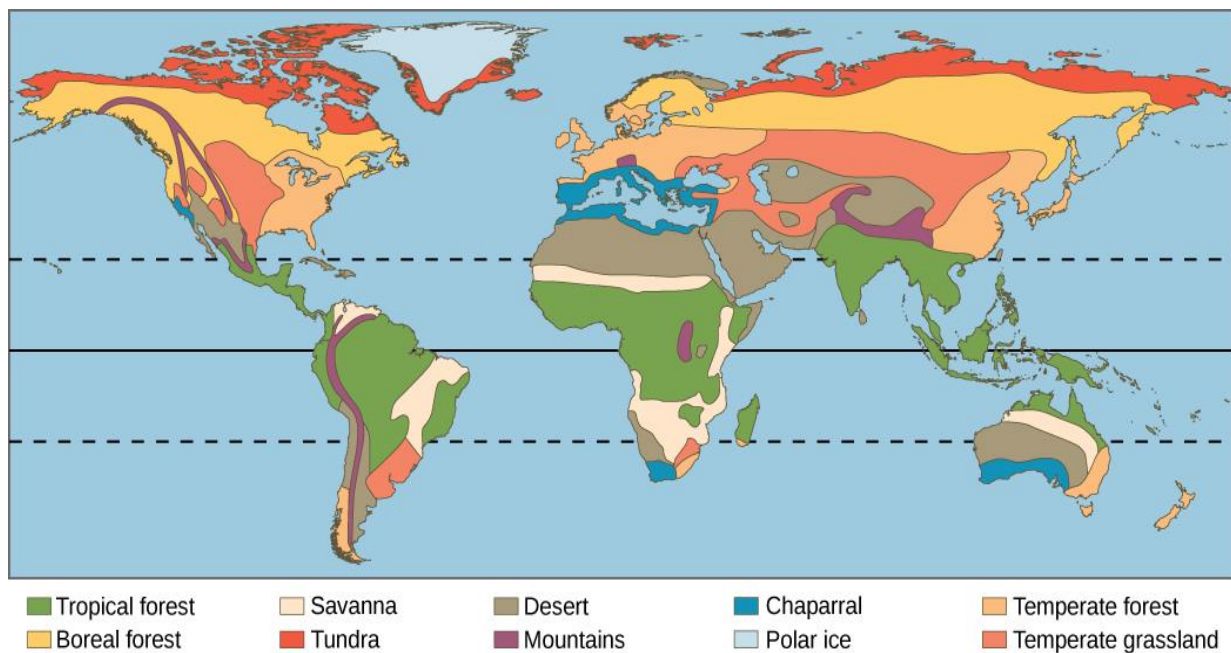 Tropical forest Savanna Desert Chaparral Temperate forest
Boreal forest Tundra Mountains Polar ice Temperate grassland